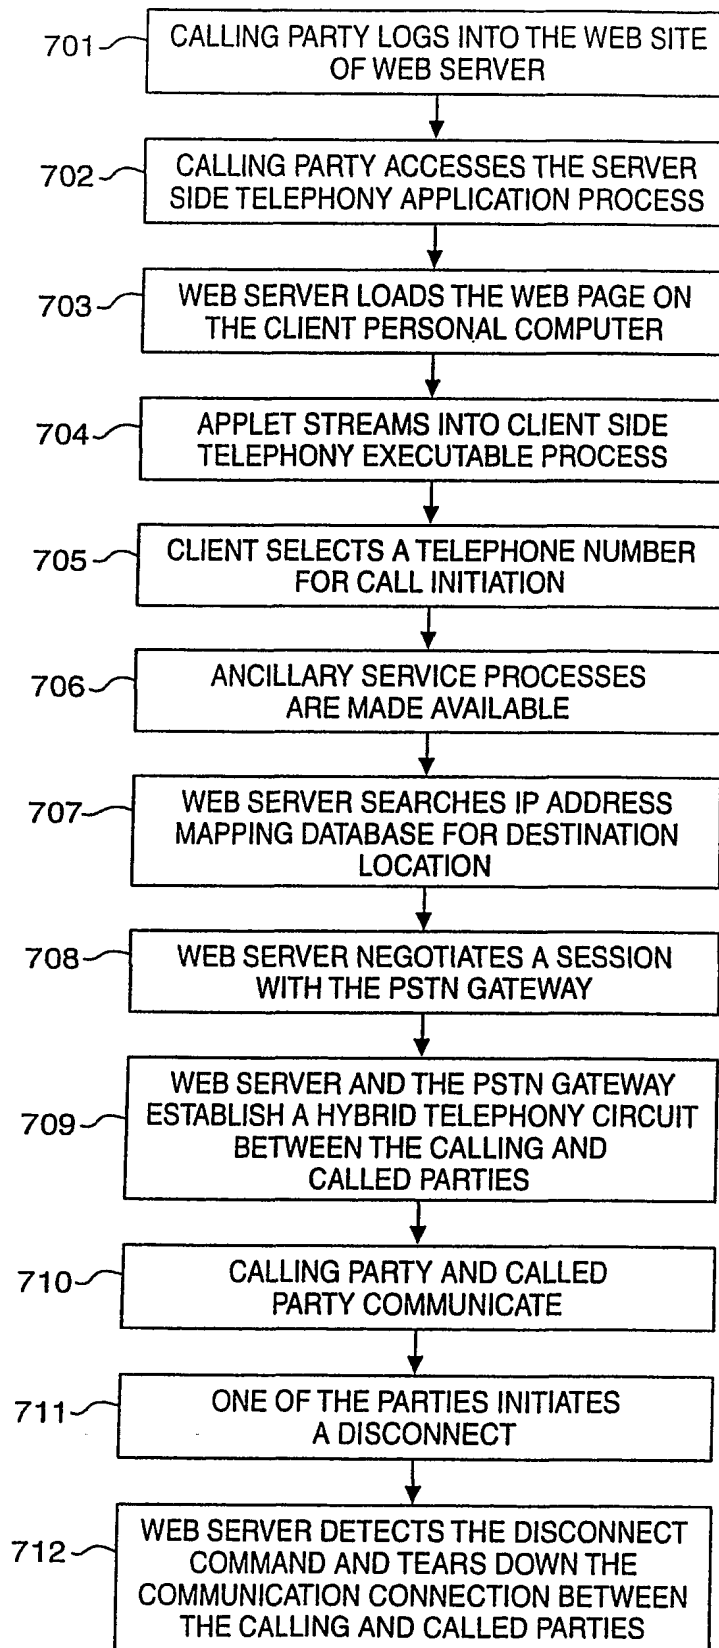 701
CALLING PARTY LOGS INTO THE WEB SITE
OF WEB SERVER
702
CALLING PARTY ACCESSES THE SERVER
SIDE TELEPHONY APPLICATION PROCESS
703
WEB SERVER LOADS THE WEB PAGE ON
THE CLIENT PERSONAL COMPUTER
704
APPLET STREAMS INTO CLIENT SIDE
TELEPHONY EXECUTABLE PROCESS
705
CLIENT SELECTS A TELEPHONE NUMBER
FOR CALL INITIATION
706
ANCILLARY SERVICE PROCESSES
ARE MADE AVAILABLE
707
WEB SERVER SEARCHES IP ADDRESS
MAPPING DATABASE FOR DESTINATION
LOCATION
708
WEB SERVER NEGOTIATES A SESSION
WITH THE PSTN GATEWAY
709
WEB SERVER AND THE PSTN GATEWAY
ESTABLISH A HYBRID TELEPHONY CIRCUIT
BETWEEN THE CALLING AND
CALLED PARTIES
710
CALLING PARTY AND CALLED
PARTY COMMUNICATE
711
ONE OF THE PARTIES INITIATES
A DISCONNECT
712
WEB SERVER DETECTS THE DISCONNECT
COMMAND AND TEARS DOWN THE
COMMUNICATION CONNECTION BETWEEN
THE CALLING AND CALLED PARTIES